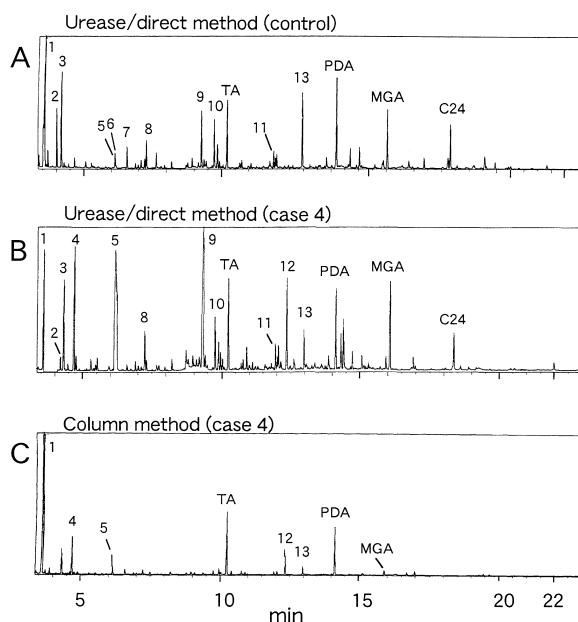 Urease/direct method (control)
A
1
3
2
5
6
7
8
9
10
TA
11
13
PDA
MGA
C24
Urease/direct method (case 4)
B
1
3
4
2
5
8
9
10
TA
11
12
13
PDA
MGA
C24
Column method (case 4)
C
1
4
5
TA
12
13
PDA
MGA
5 10 15 20 22
min